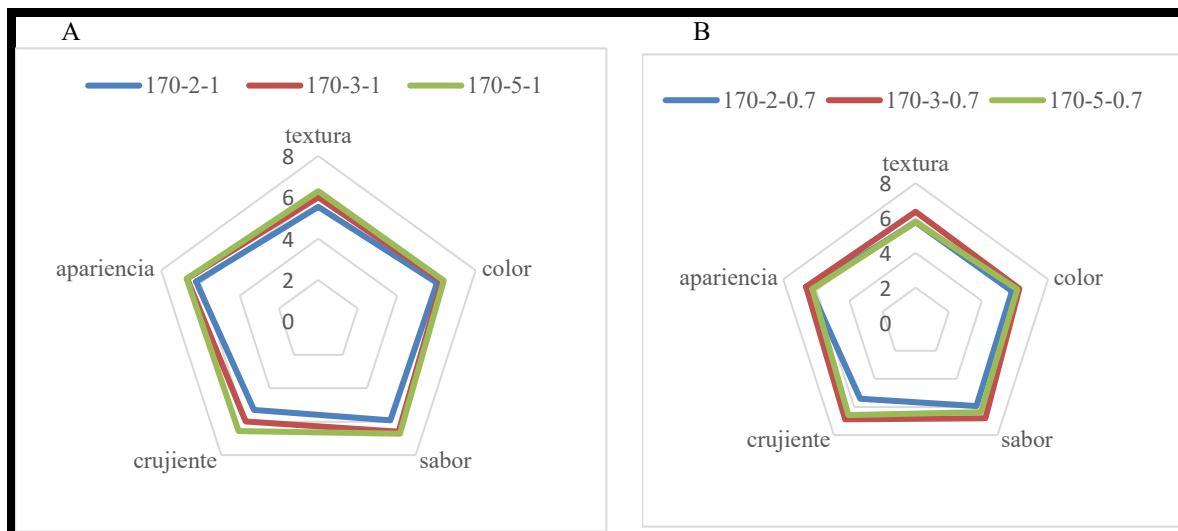 A
170-2-1 170-3-1 170-5-1
textura
8
6
4
2
0
color
sabor
crujiente
apariencia
B
170-2-0.7 170-3-0.7 170-5-0.7
textura
8
6
4
2
0
color
sabor
crujiente
apariencia